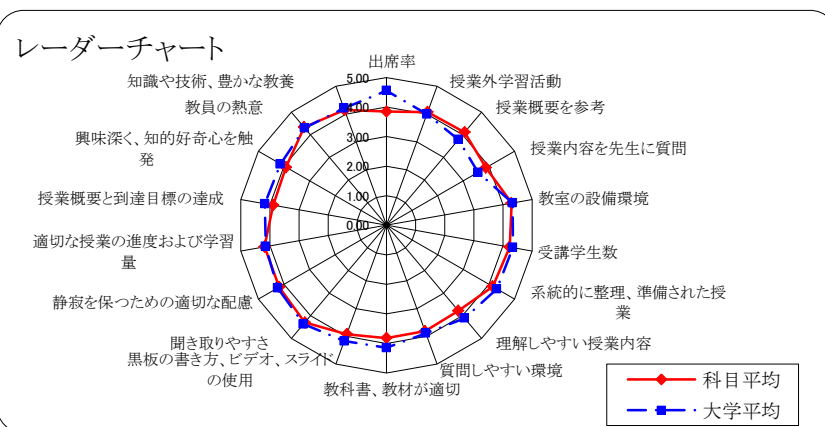 レーダーチャート
出席率
授業外学習活動
授業概要を参考
授業内容を先生に質問
教室の設備環境
受講学生数
系統的に整理、準備された授
業
理解しやすい授業内容
質問しやすい環境
教科書、教材が適切
黒板の書き方、ビデオ、スライド
の使用
聞き取りやすさ
静寂を保つための適切な配慮
適切な授業の進度および学習
量
授業概要と到達目標の達成
興味深く、知的好奇心を触
発
教員の熱意
知識や技術、豊かな教養
5.00
4.00
3.00
2.00
1.00
0.00
科目平均
大学平均